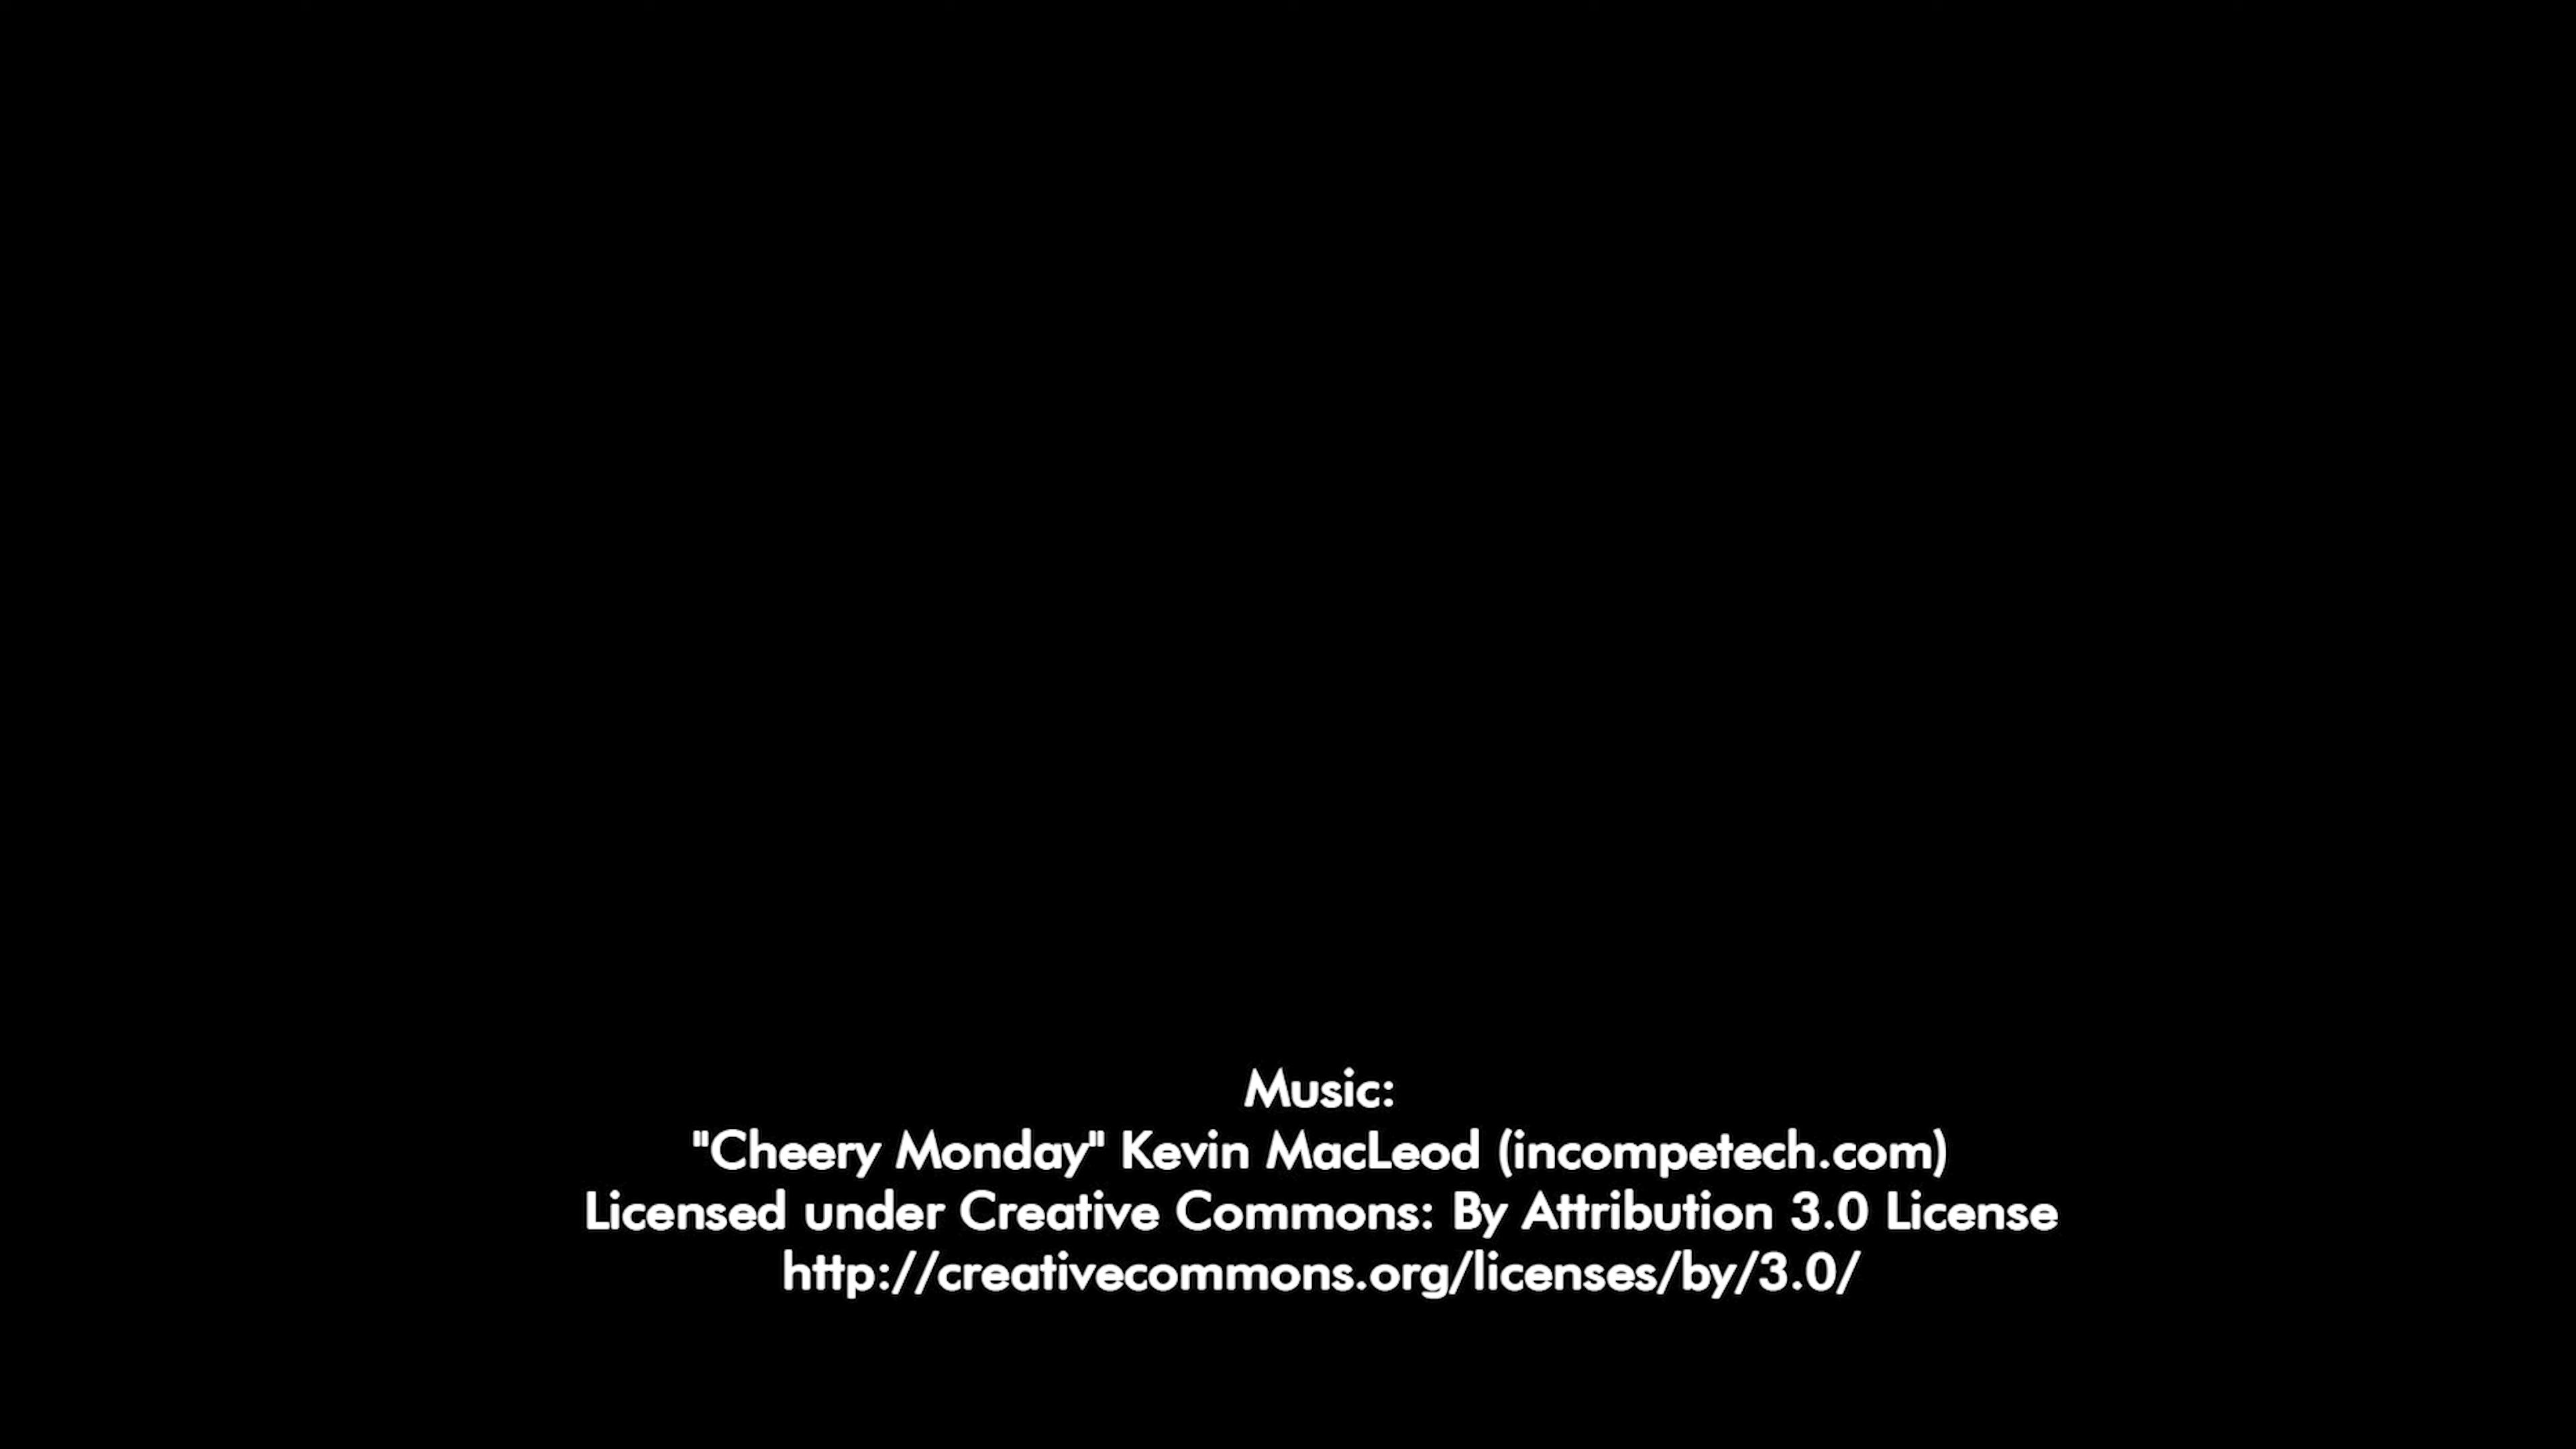 Music:
"Cheery Monday" Kevin MacLeod (incompetech.com)
Licensed under Creative Commons: By Attribution 3.0 License
http://creativecommons.org/licenses/by/3.0/